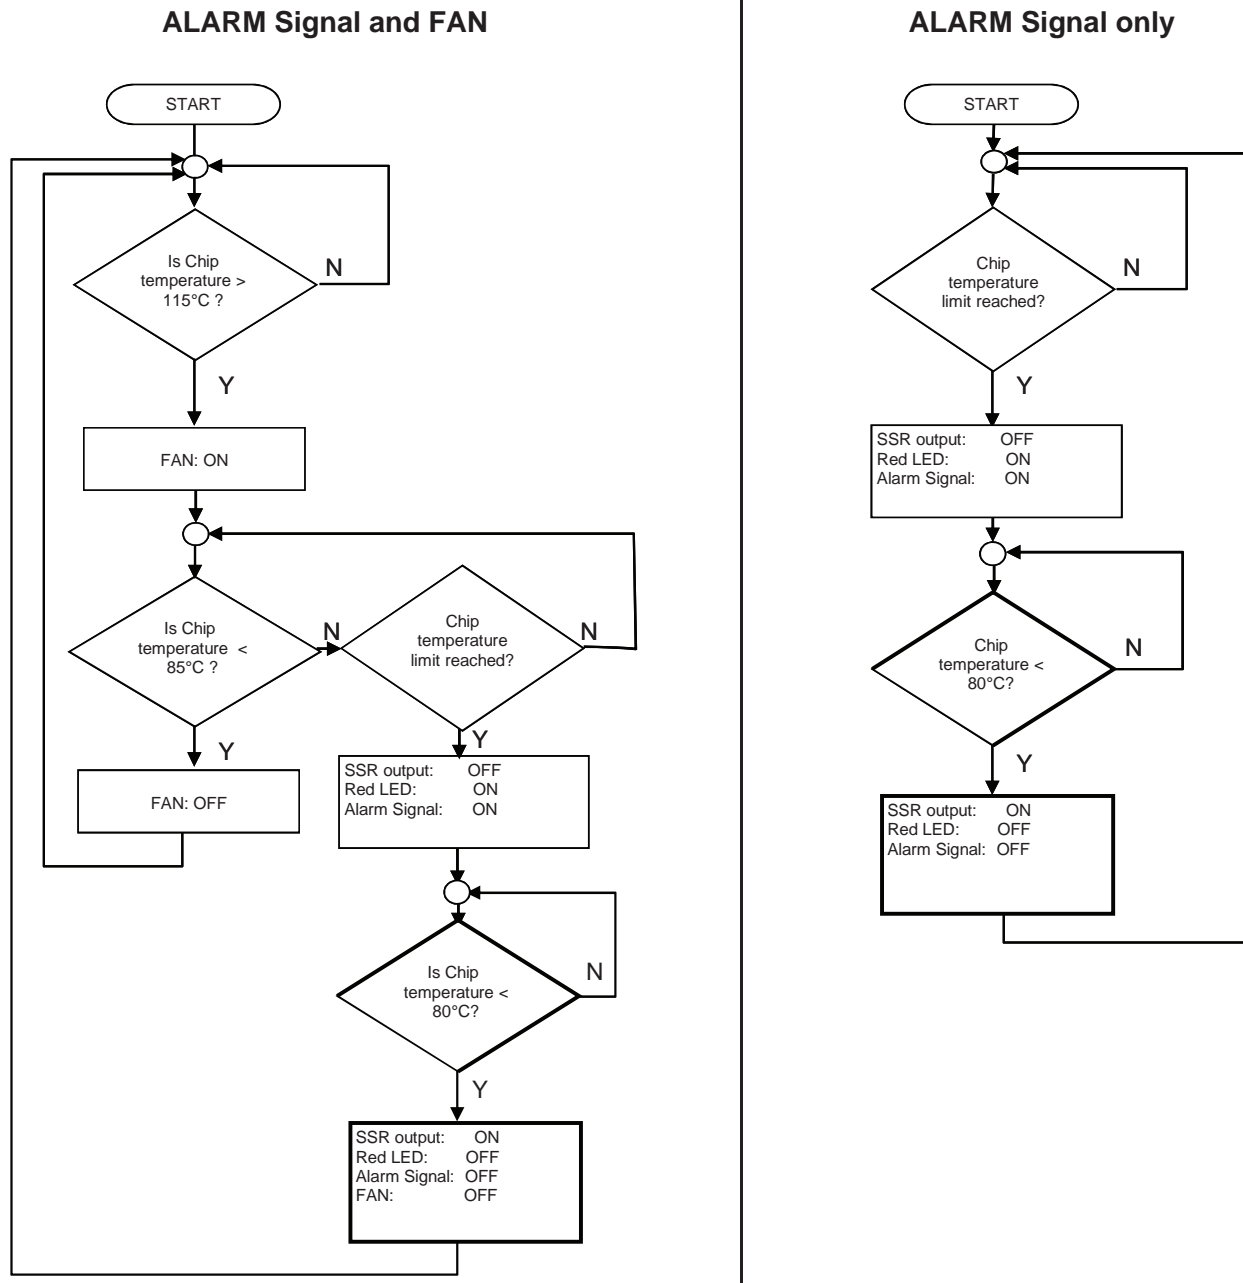 ALARM Signal and FAN
START
Is Chip
temperature >
115°C ?
N
Y
FAN: ON
Is Chip
temperature <
85°C ?
N
Chip
temperature
limit reached?
N
Y
FAN: OFF
Y
SSR output: OFF
Red LED: ON
Alarm Signal: ON
Is Chip
temperature <
80°C?
N
Y
SSR output: ON
Red LED: OFF
Alarm Signal: OFF
FAN: OFF
ALARM Signal only
START
Chip
temperature
limit reached?
N
Y
SSR output: OFF
Red LED: ON
Alarm Signal: ON
Chip
temperature <
80°C?
N
Y
SSR output: ON
Red LED: OFF
Alarm Signal: OFF